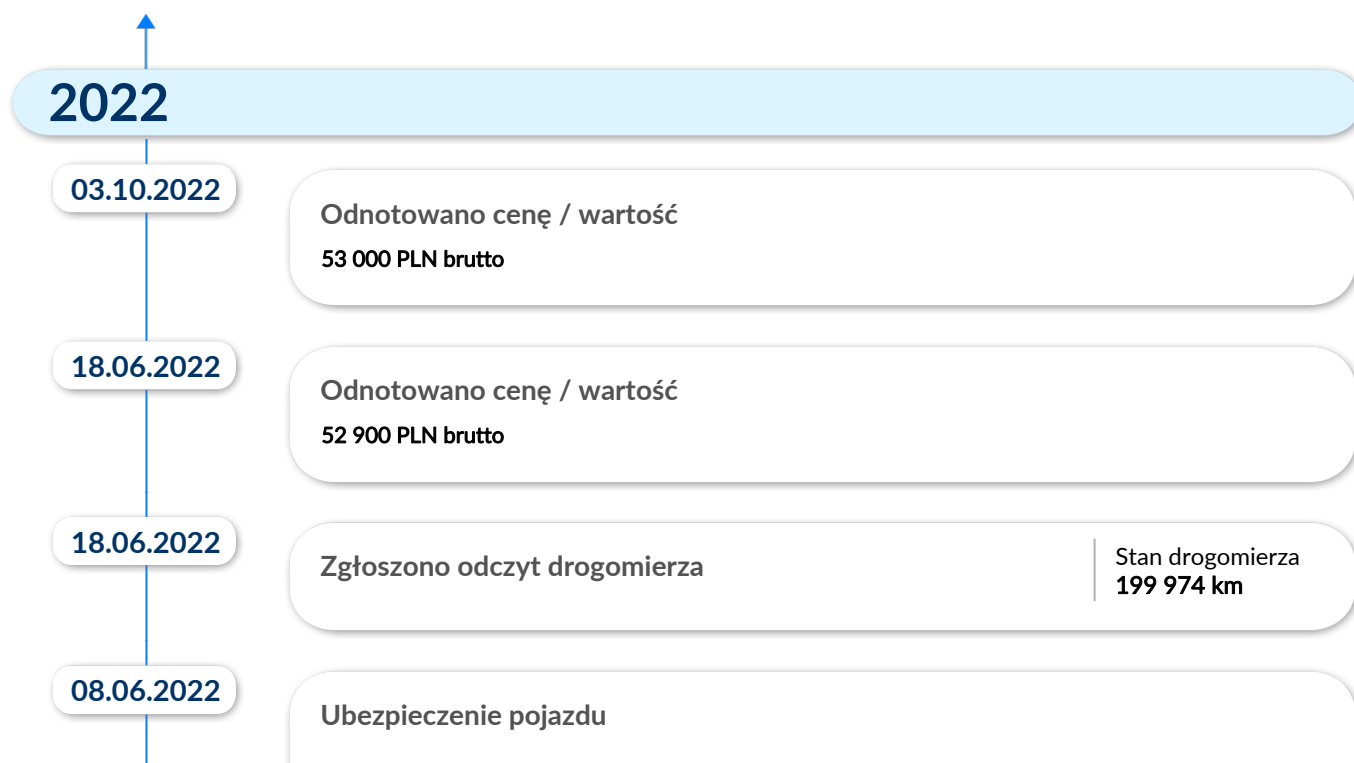 2022
03.10.2022
Odnotowano cenę / wartość
53 000 PLN brutto
18.06.2022
Odnotowano cenę / wartość
52 900 PLN brutto
18.06.2022
Zgłoszono odczyt drogomierza
Stan drogomierza
199 974 km
08.06.2022
Ubezpieczenie pojazdu